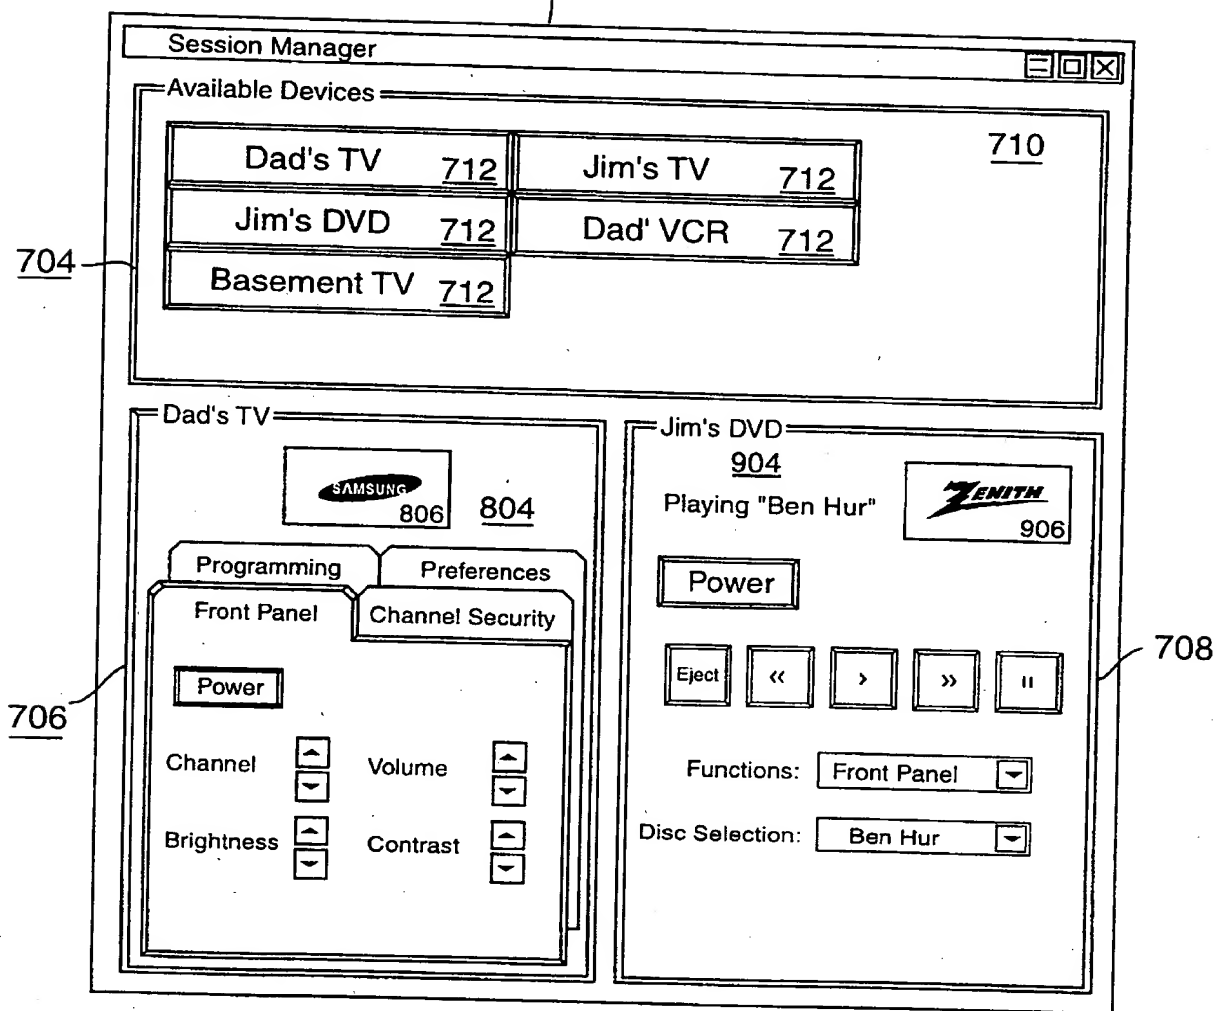 Session Manager
Available Devices
710
Dad's TV 712
Jim's TV 712
Jim's DVD 712
Dad' VCR 712
Basement TV 712
704
Dad's TV
SAMSUNG
806
804
Programming
Preferences
Front Panel
Channel Security
Power
Channel
Volume
Brightness
Contrast
706
Jim's DVD
904
Playing "Ben Hur"
ZENITH
906
Power
Eject « › » II
Functions: Front Panel
Disc Selection: Ben Hur
708